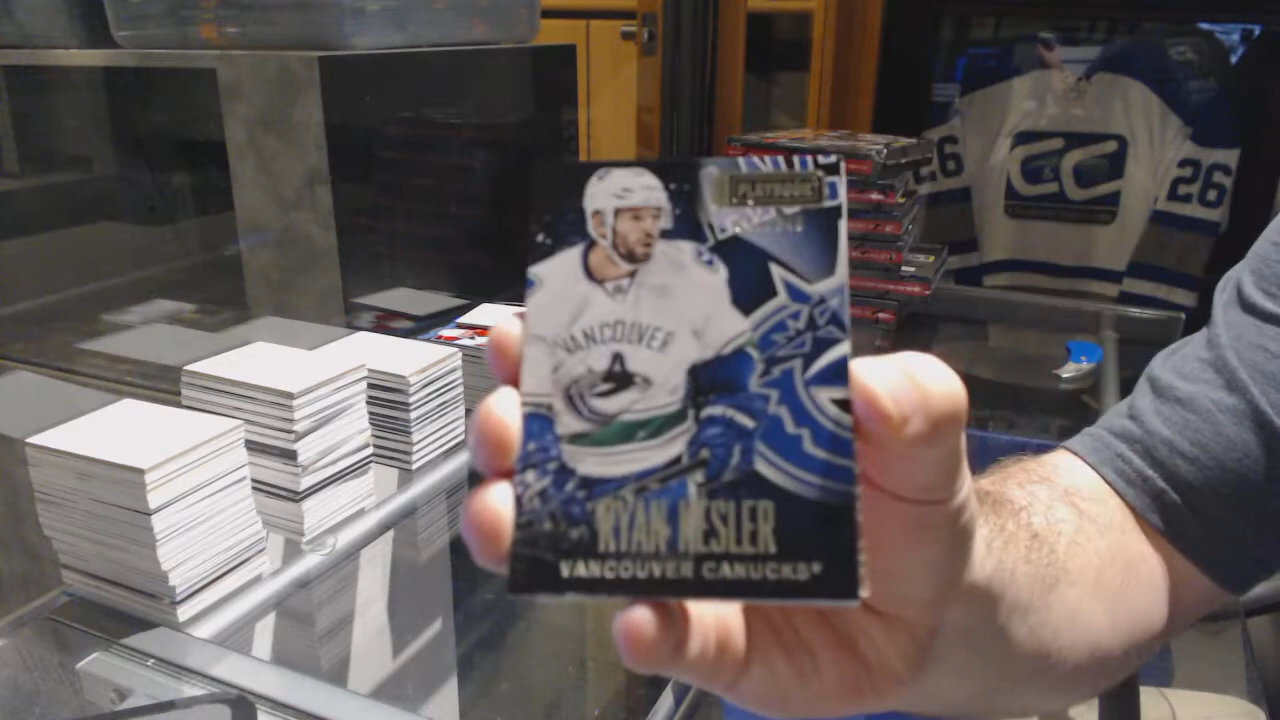 PLAYBOOK
VANCOUVER
RYAN KESLER
VANCOUVER CANUCKS
26
C&C
26